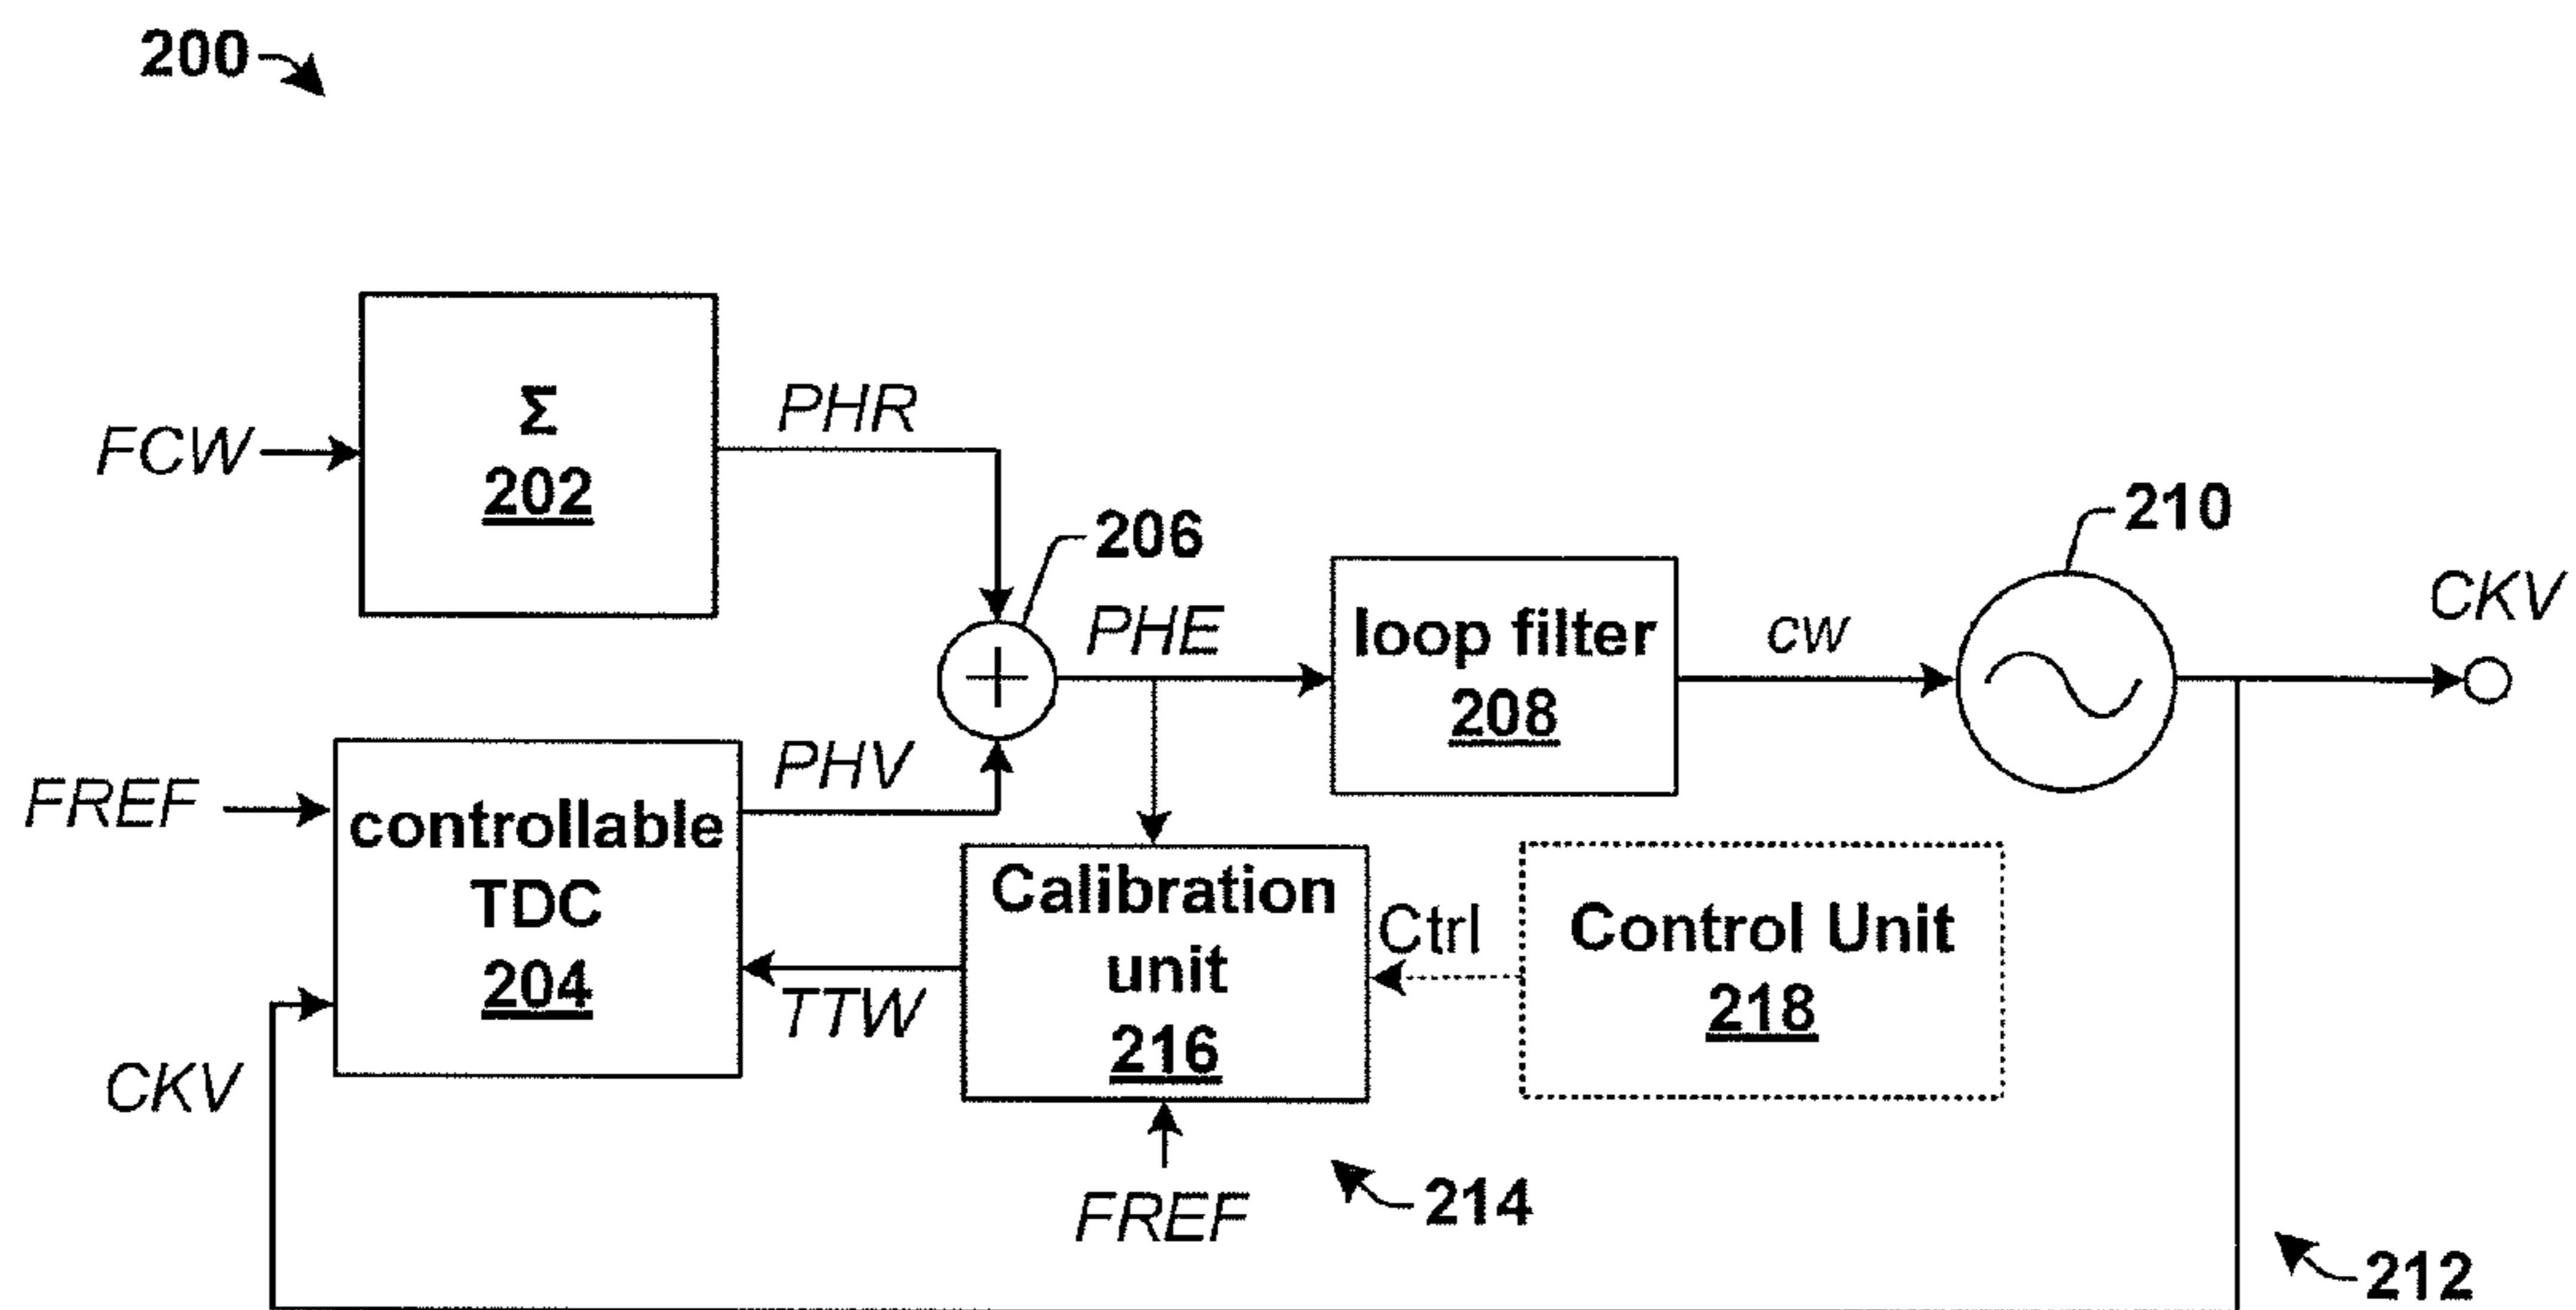 200
Σ
202
FCW
PHR
206
210
PHE
loop filter
208
cw
CKV
FREF
controllable
TDC
204
PHV
CKV
TTW
Calibration
unit
216
Ctrl
Control Unit
218
FREF
214
212